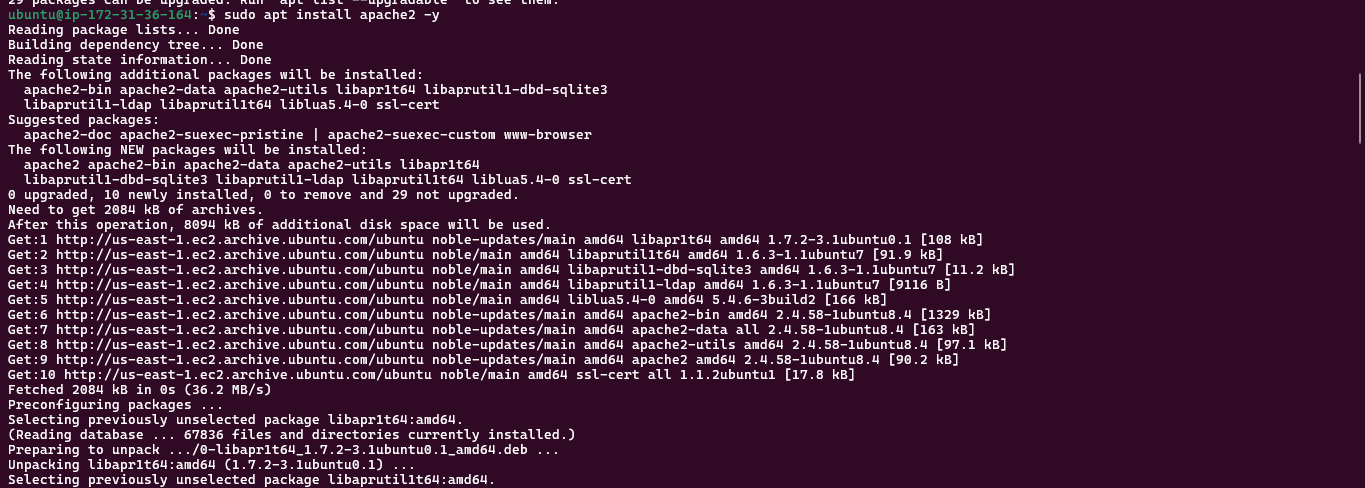 29 packages can be upgraded. Run 'apt list --upgradable' to see them.
ubuntu@ip-172-31-36-164:~$ sudo apt install apache2 -y
Reading package lists... Done
Building dependency tree... Done
Reading state information... Done
The following additional packages will be installed:
  apache2-bin apache2-data apache2-utils libapr1t64 libaprutil1-dbd-sqlite3
  libaprutil1-ldap libaprutil1t64 liblua5.4-0 ssl-cert
Suggested packages:
  apache2-doc apache2-suexec-pristine | apache2-suexec-custom www-browser
The following NEW packages will be installed:
  apache2 apache2-bin apache2-data apache2-utils libapr1t64
  libaprutil1-dbd-sqlite3 libaprutil1-ldap libaprutil1t64 liblua5.4-0 ssl-cert
0 upgraded, 10 newly installed, 0 to remove and 29 not upgraded.
Need to get 2084 kB of archives.
After this operation, 8094 kB of additional disk space will be used.
Get:1 http://us-east-1.ec2.archive.ubuntu.com/ubuntu noble-updates/main amd64 libapr1t64 amd64 1.7.2-3.1ubuntu0.1 [108 kB]
Get:2 http://us-east-1.ec2.archive.ubuntu.com/ubuntu noble/main amd64 libaprutil1t64 amd64 1.6.3-1.1ubuntu7 [91.9 kB]
Get:3 http://us-east-1.ec2.archive.ubuntu.com/ubuntu noble/main amd64 libaprutil1-dbd-sqlite3 amd64 1.6.3-1.1ubuntu7 [11.2 kB]
Get:4 http://us-east-1.ec2.archive.ubuntu.com/ubuntu noble/main amd64 libaprutil1-ldap amd64 1.6.3-1.1ubuntu7 [9116 B]
Get:5 http://us-east-1.ec2.archive.ubuntu.com/ubuntu noble/main amd64 liblua5.4-0 amd64 5.4.6-3build2 [166 kB]
Get:6 http://us-east-1.ec2.archive.ubuntu.com/ubuntu noble-updates/main amd64 apache2-bin amd64 2.4.58-1ubuntu8.4 [1329 kB]
Get:7 http://us-east-1.ec2.archive.ubuntu.com/ubuntu noble-updates/main amd64 apache2-data all 2.4.58-1ubuntu8.4 [163 kB]
Get:8 http://us-east-1.ec2.archive.ubuntu.com/ubuntu noble-updates/main amd64 apache2-utils amd64 2.4.58-1ubuntu8.4 [97.1 kB]
Get:9 http://us-east-1.ec2.archive.ubuntu.com/ubuntu noble-updates/main amd64 apache2 amd64 2.4.58-1ubuntu8.4 [90.2 kB]
Get:10 http://us-east-1.ec2.archive.ubuntu.com/ubuntu noble/main amd64 ssl-cert all 1.1.2ubuntu1 [17.8 kB]
Fetched 2084 kB in 0s (36.2 MB/s)
Preconfiguring packages ...
Selecting previously unselected package libapr1t64:amd64.
(Reading database ... 67836 files and directories currently installed.)
Preparing to unpack .../0-libapr1t64_1.7.2-3.1ubuntu0.1_amd64.deb ...
Unpacking libapr1t64:amd64 (1.7.2-3.1ubuntu0.1) ...
Selecting previously unselected package libaprutil1t64:amd64.